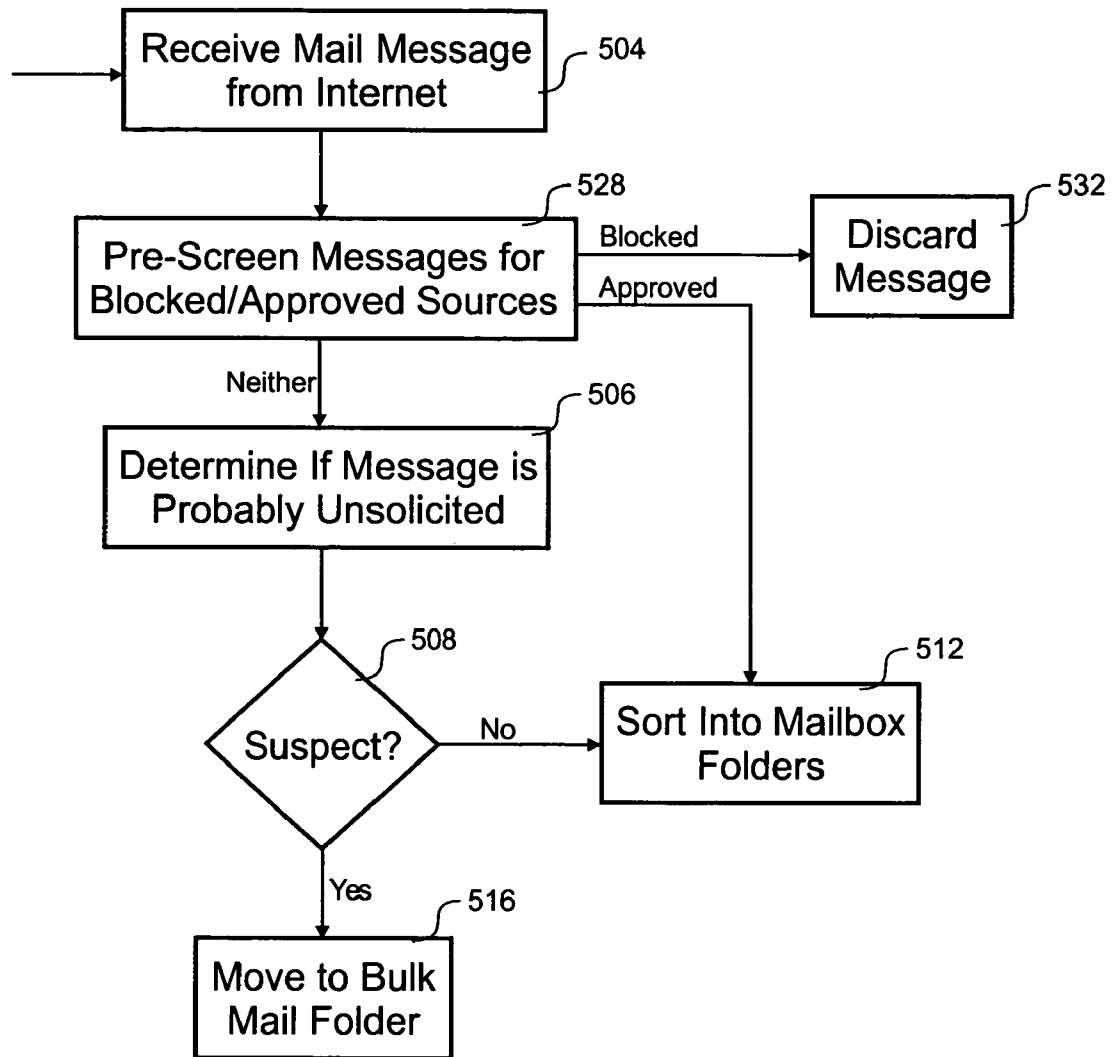 Receive Mail Message
from Internet
504
528
Pre-Screen Messages for
Blocked/Approved Sources
Blocked
Approved
532
Discard
Message
Neither
506
Determine If Message is
Probably Unsolicited
508
Suspect?
No
512
Sort Into Mailbox
Folders
Yes
516
Move to Bulk
Mail Folder